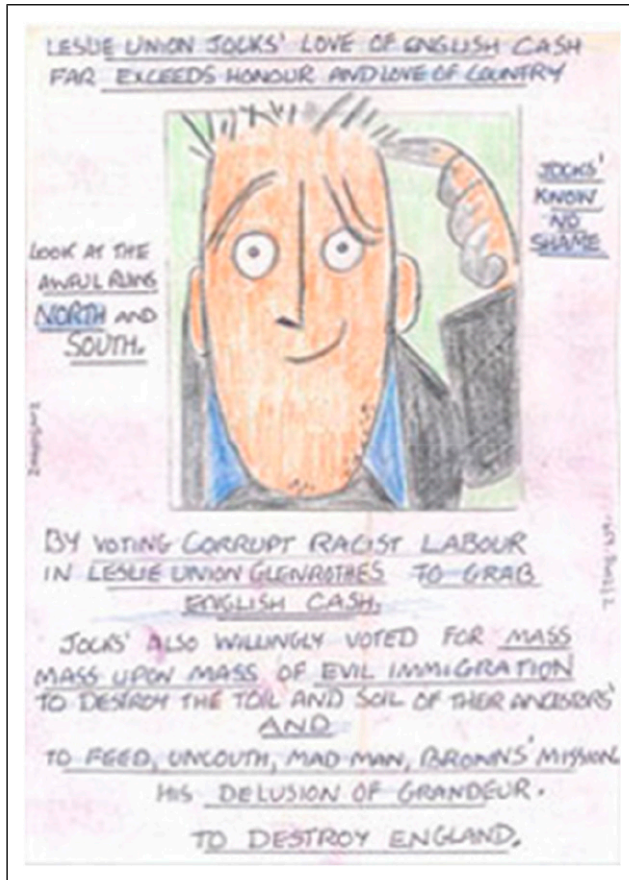 LESLIE UNION JOCKS' LOVE OF ENGLISH CASH
FAR EXCEEDS HONOUR AND LOVE OF COUNTRY
JOCKS'
KNOW
NO
SHAME
LOOK AT THE
AWFUL
NORTH AND
SOUTH.
BY VOTING CORRUPT RACIST LABOUR
IN LESLIE UNION GLENROTHES TO GRAB
ENGLISH CASH.
JOCKS' ALSO WILLINGLY VOTED FOR MASS
MASS UPON MASS OF EVIL IMMIGRATION
TO DESTROY THE TOIL AND SOIL OF THER ANCESTORS'
AND
TO FEED, UNCOUTH, MAD MAN, BROWNS' MISSION.
HIS DELUSION OF GRANDEUR.
TO DESTROY ENGLAND.